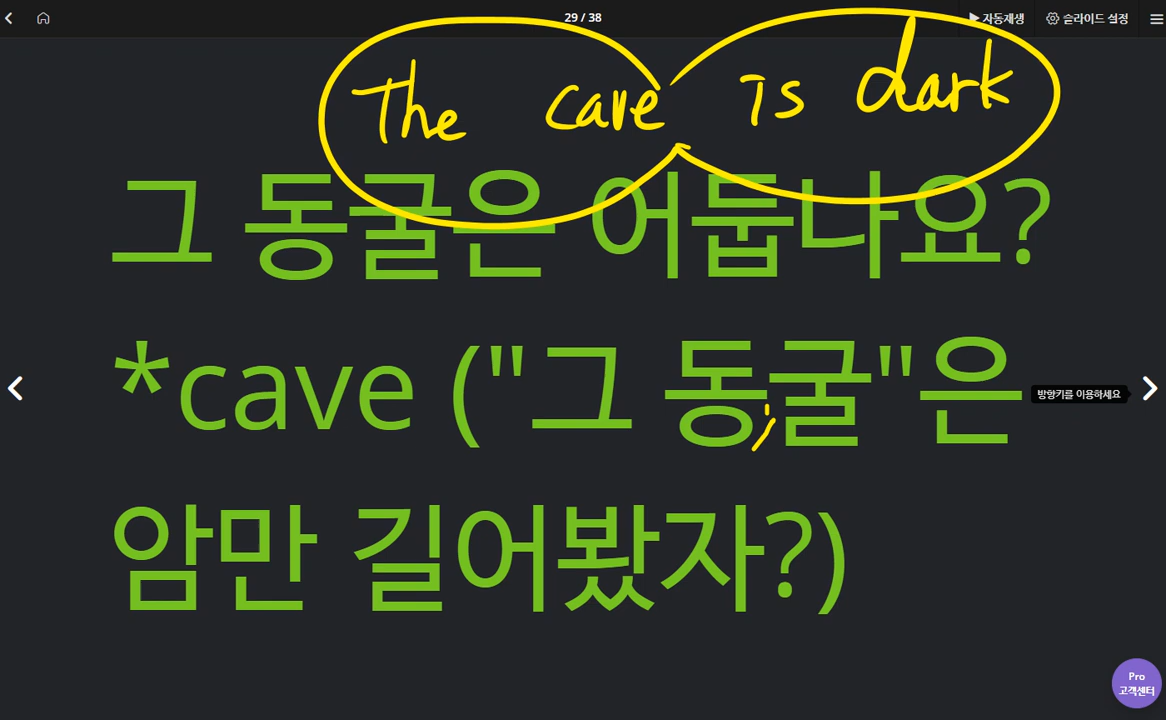 29 / 38
자동재생
슬라이드 설정
The cave is dark
그 동굴은 어둡나요?
*cave ("그 동굴"은
방향키를 이용하세요
암만 길어봤자?)
Pro
고객센터